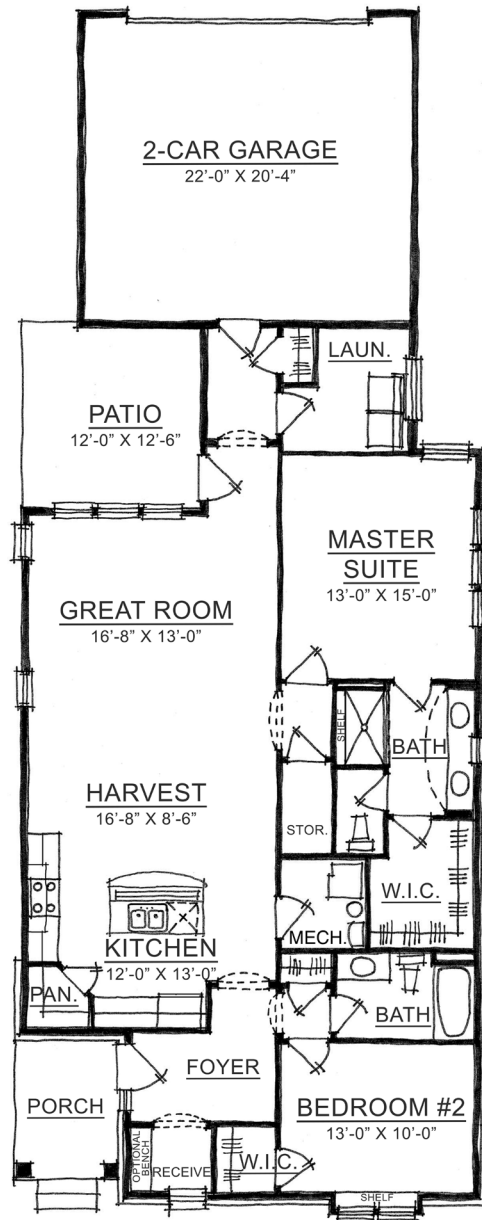 2-CAR GARAGE
22'-0" X 20'-4"
LAUN.
PATIO
12'-0" X 12'-6"
MASTER
SUITE
13'-0" X 15'-0"
GREAT ROOM
16'-8" X 13'-0"
SHELF
BATH
HARVEST
16'-8" X 8'-6"
STOR.
W.I.C.
MECH.
KITCHEN
12'-0" X 13'-0"
PAN.
BATH
FOYER
PORCH
BEDROOM #2
13'-0" X 10'-0"
OPTIONAL
BENCH
RECEIVE
W.I.C.
SHELF